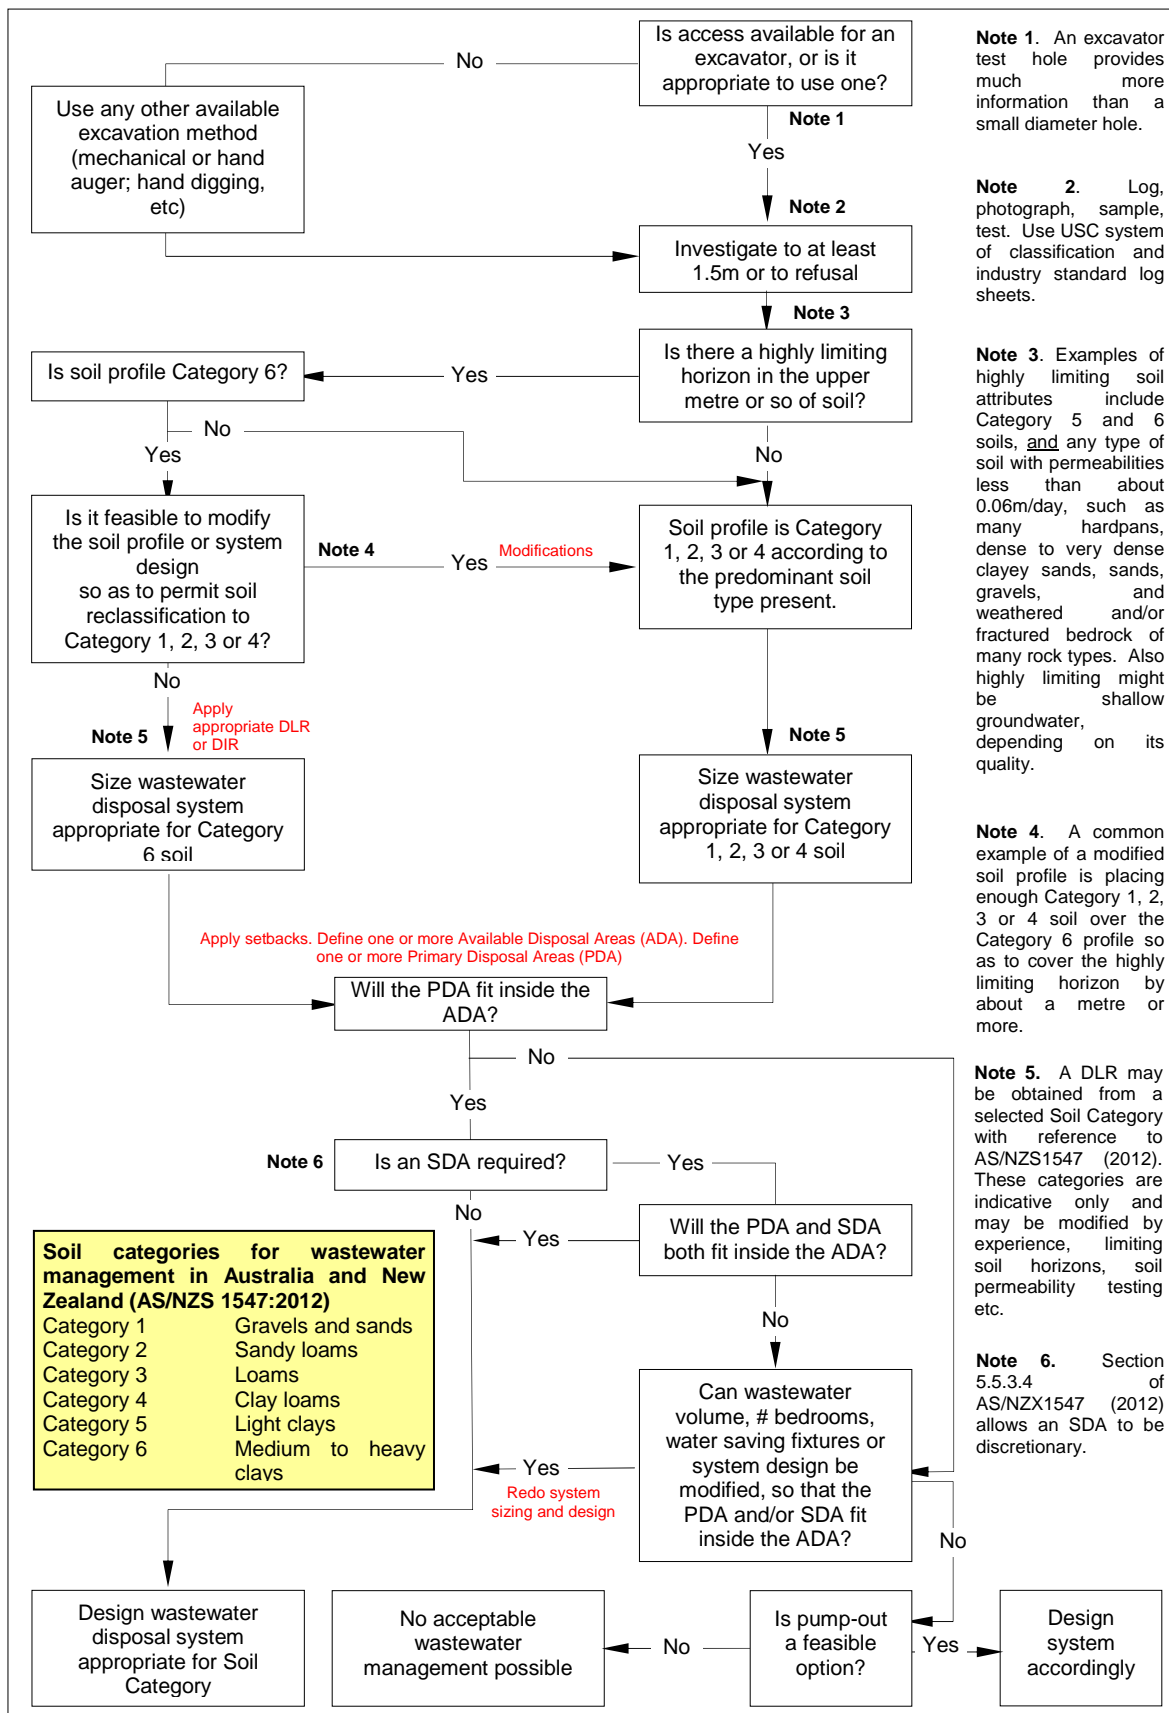 Is access available for an
excavator, or is it
appropriate to use one?
No
Use any other available
excavation method
(mechanical or hand
auger; hand digging,
etc)
Note 1
Yes
Note 2
Investigate to at least
1.5m or to refusal
Note 3
Is there a highly limiting
horizon in the upper
metre or so of soil?
Yes
Is soil profile Category 6?
No
Yes
No
Is it feasible to modify
the soil profile or system
design
so as to permit soil
reclassification to
Category 1, 2, 3 or 4?
Note 4
Yes
Modifications
Soil profile is Category
1, 2, 3 or 4 according to
the predominant soil
type present.
No
Apply
appropriate DLR
or DIR
Note 5
Note 5
Size wastewater
disposal system
appropriate for Category
6 soil
Size wastewater
disposal system
appropriate for Category
1, 2, 3 or 4 soil
Apply setbacks. Define one or more Available Disposal Areas (ADA). Define
one or more Primary Disposal Areas (PDA)
Will the PDA fit inside the
ADA?
No
Yes
Note 6
Is an SDA required?
Yes
No
Will the PDA and SDA
both fit inside the ADA?
Yes
No
Soil categories for wastewater
management in Australia and New
Zealand (AS/NZS 1547:2012)
Category 1 Gravels and sands
Category 2 Sandy loams
Category 3 Loams
Category 4 Clay loams
Category 5 Light clays
Category 6 Medium to heavy
clays
Can wastewater
volume, # bedrooms,
water saving fixtures or
system design be
modified, so that the
PDA and/or SDA fit
inside the ADA?
Yes
Redo system
sizing and design
No
Design wastewater
disposal system
appropriate for Soil
Category
No acceptable
wastewater
management possible
No
Is pump-out
a feasible
option?
Yes
Design
system
accordingly
Note 1. An excavator
test hole provides
much more
information than a
small diameter hole.
Note 2. Log,
photograph, sample,
test. Use USC system
of classification and
industry standard log
sheets.
Note 3. Examples of
highly limiting soil
attributes include
Category 5 and 6
soils, and any type of
soil with permeabilities
less than about
0.06m/day, such as
many hardpans,
dense to very dense
clayey sands, sands,
gravels, and
weathered and/or
fractured bedrock of
many rock types. Also
highly limiting might
be shallow
groundwater,
depending on its
quality.
Note 4. A common
example of a modified
soil profile is placing
enough Category 1, 2,
3 or 4 soil over the
Category 6 profile so
as to cover the highly
limiting horizon by
about a metre or
more.
Note 5. A DLR may
be obtained from a
selected Soil Category
with reference to
AS/NZS1547 (2012).
These categories are
indicative only and
may be modified by
experience, limiting
soil horizons, soil
permeability testing
etc.
Note 6. Section
5.5.3.4 of
AS/NZX1547 (2012)
allows an SDA to be
discretionary.